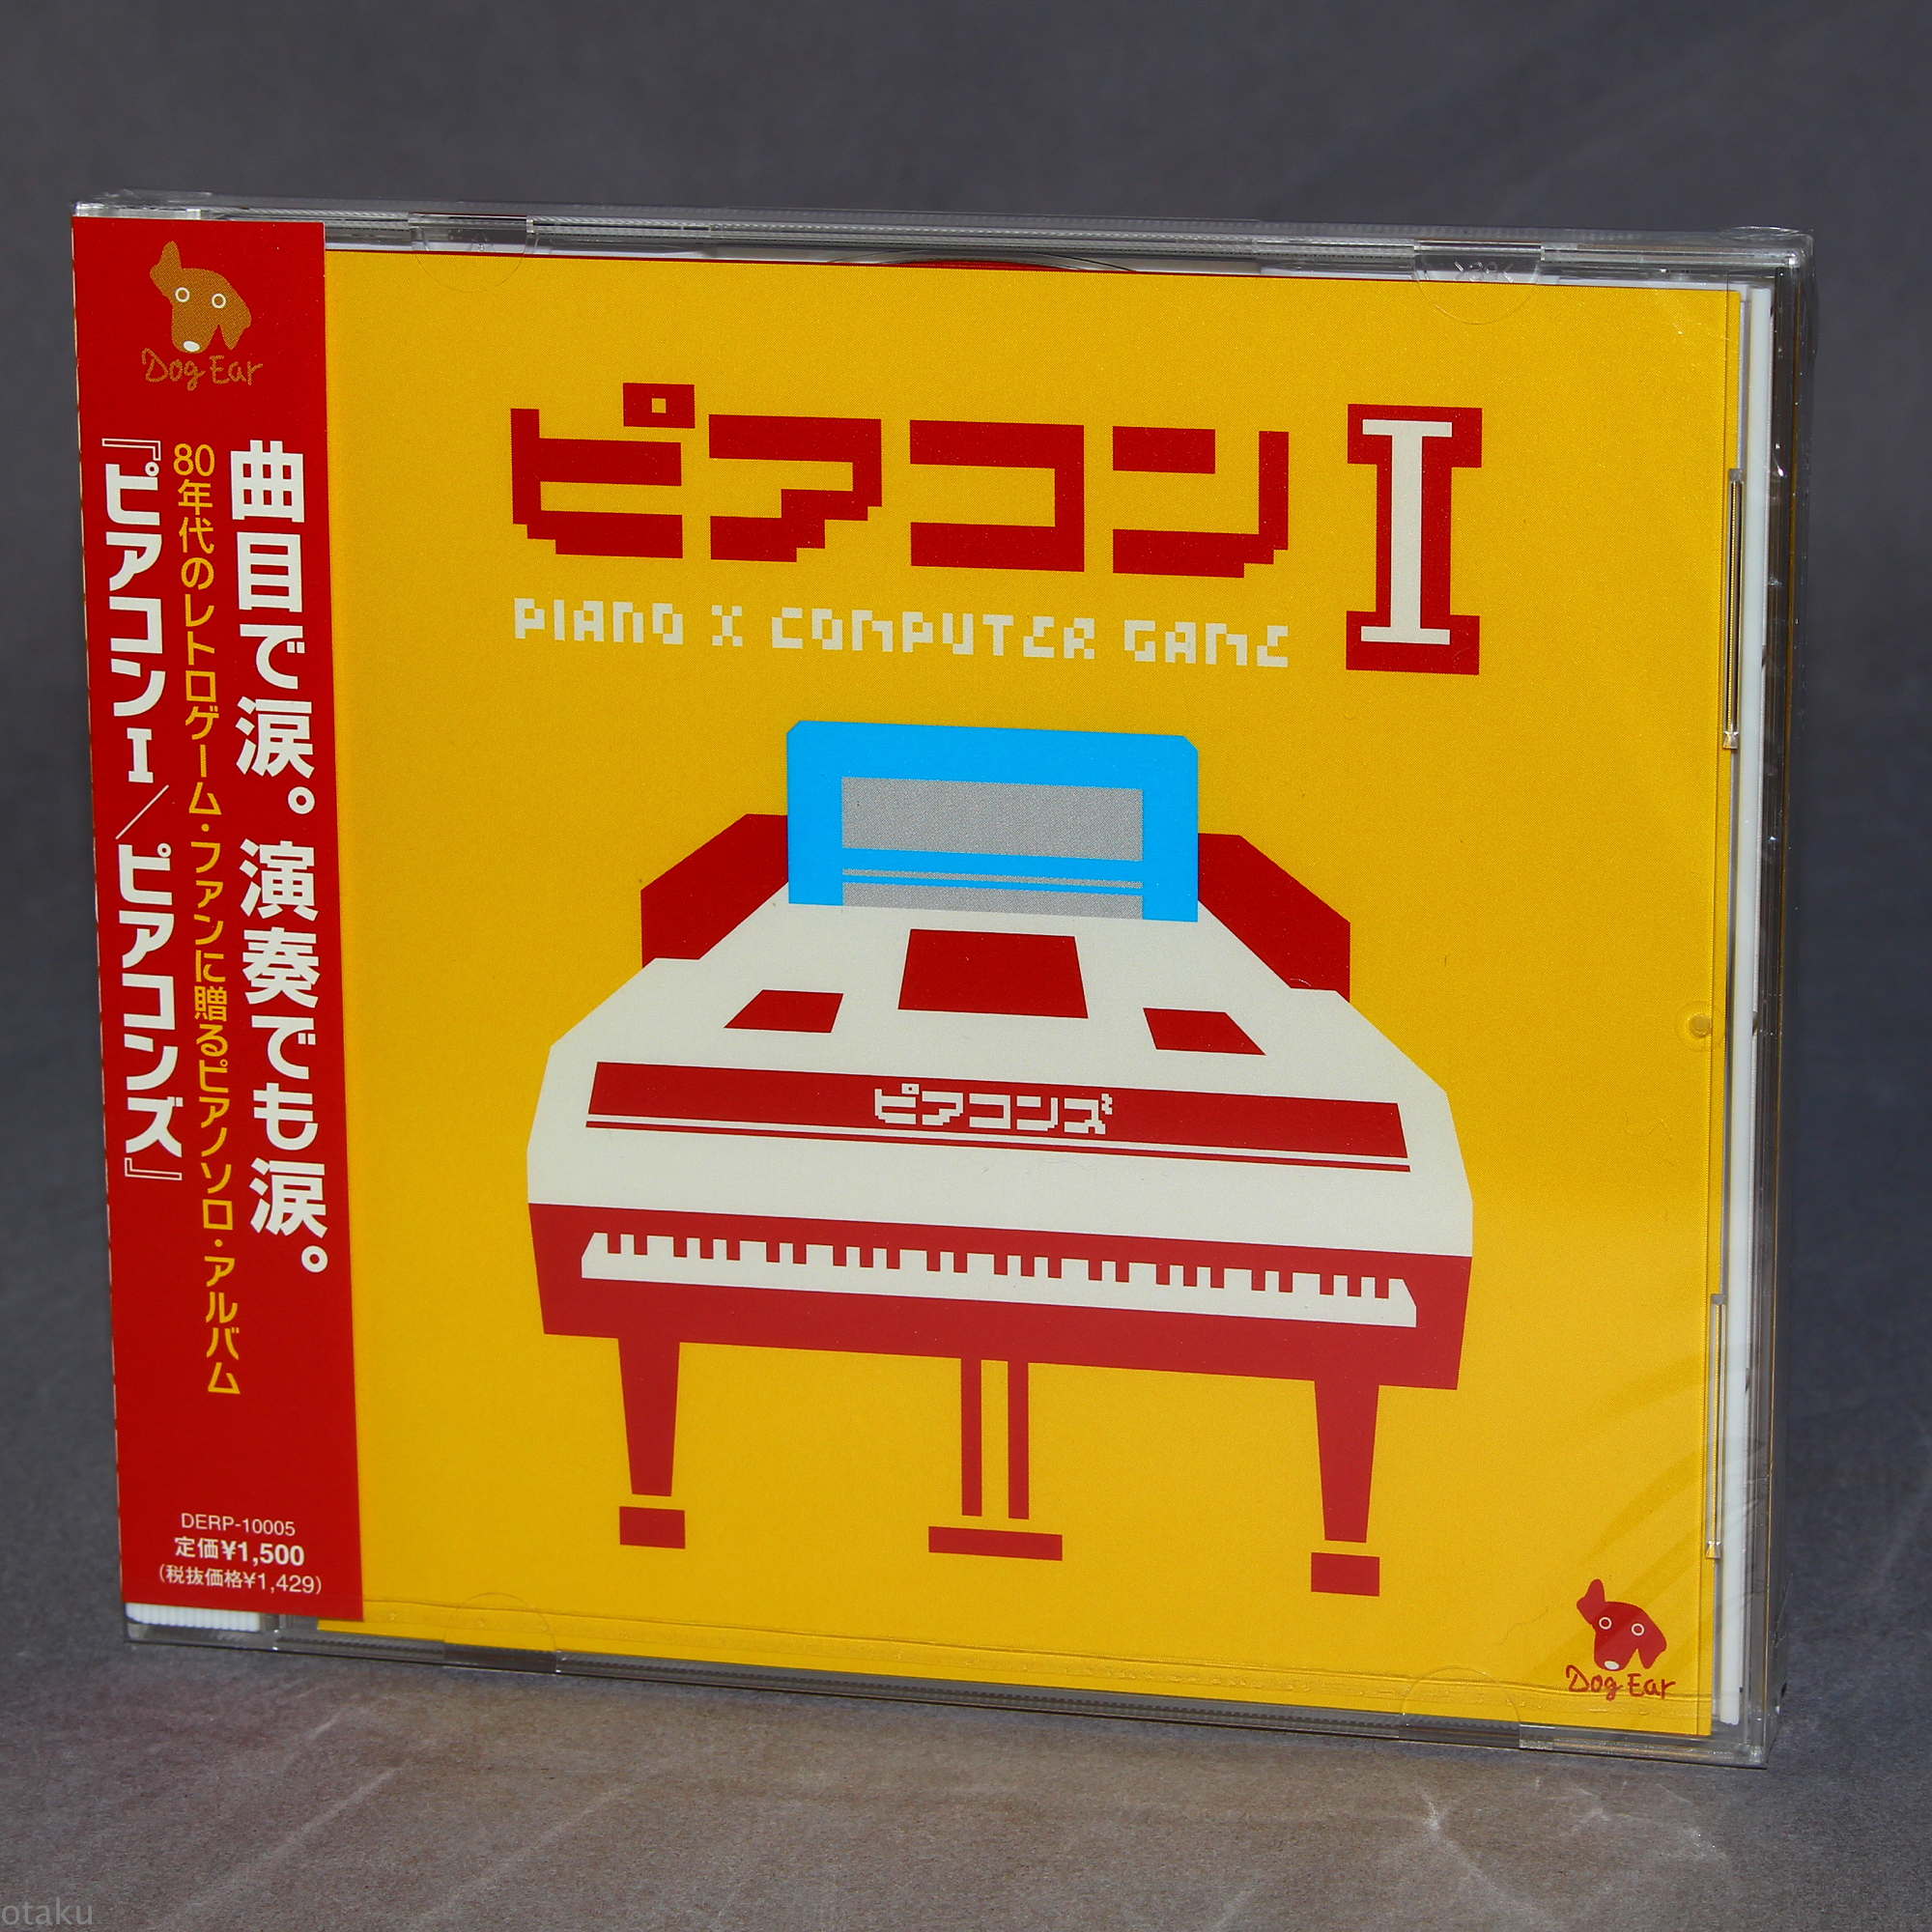 Dog Ear
曲目で涙。演奏でも涙。
80年代のレトロゲーム・ファンに贈るピアノソロ・アルバム
『ピアコンI／ピアコンズ』
DERP-10005
定価¥1,500
(税抜価格¥1,429)
ピアコンI
PIANO X COMPUTER GAME
ピアコンズ
Dog Ear
otaku